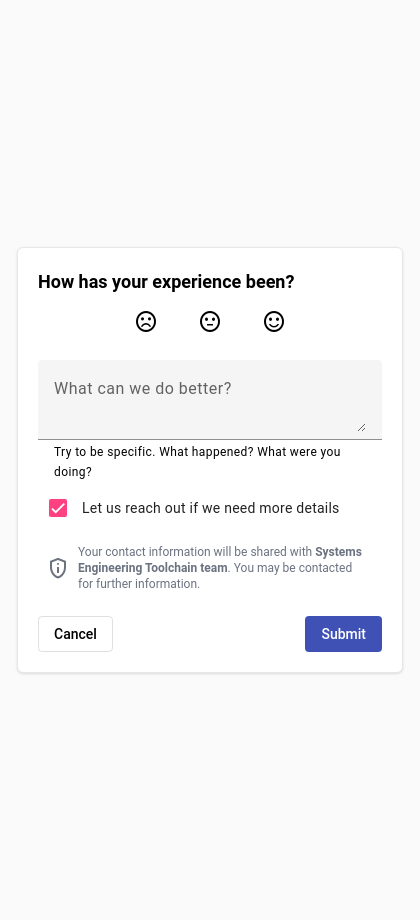 How has your experience been?
What can we do better?
Try to be specific. What happened? What were you
doing?
Let us reach out if we need more details
Your contact information will be shared with Systems
Engineering Toolchain team. You may be contacted
for further information.
Cancel
Submit